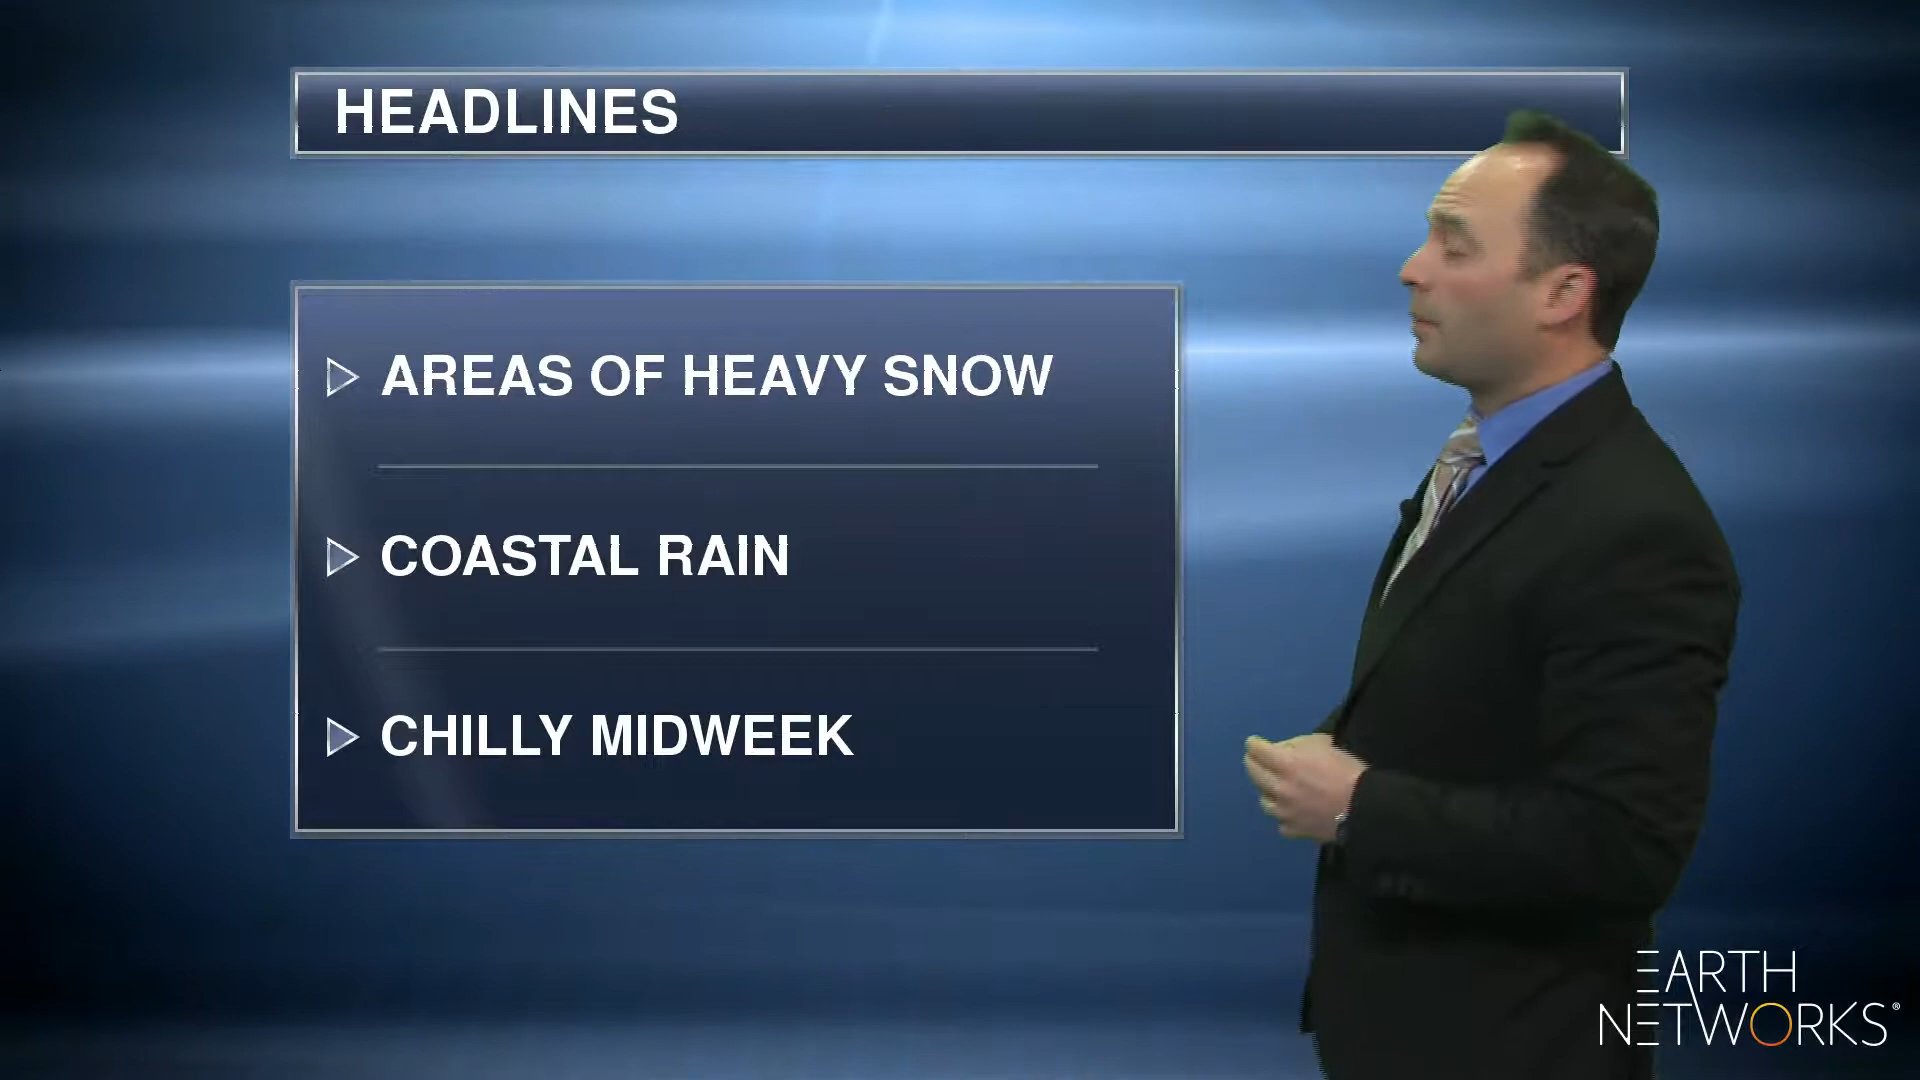 HEADLINES
AREAS OF HEAVY SNOW
COASTAL RAIN
CHILLY MIDWEEK
EARTH
NETWORKS®